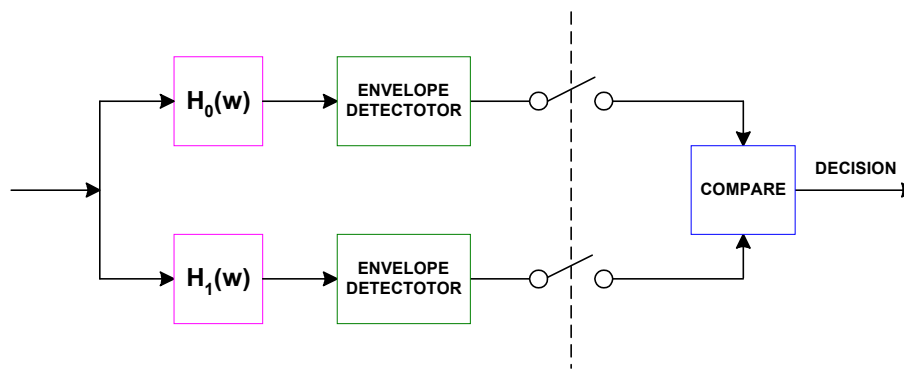 H₀(w)
ENVELOPE
DETECTOTOR
COMPARE
DECISION
H₁(w)
ENVELOPE
DETECTOTOR